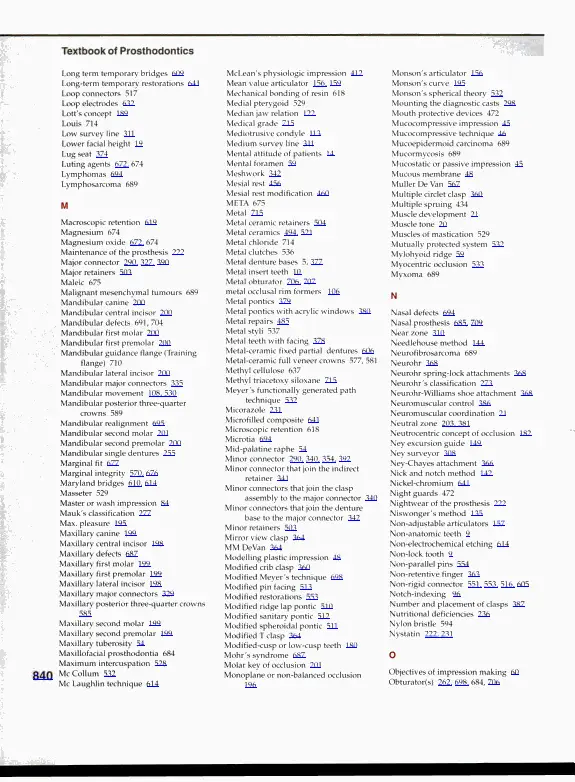 Textbook of Prosthodontics
Long term temporary bridges 609
Long-term temporary restorations 641
Loop connectors 517
Loop electrodes 632
Lott's concept 189
Louis 714
Low survey line 311
Lower facial height 19
Lug seat 374
Luting agents 672, 674
Lymphomas 694
Lymphosarcoma 689
M
Macroscopic retention 619
Magnesium 674
Magnesium oxide 672, 674
Maintenance of the prosthesis 222
Major connector 290, 327, 390
Major retainers 503
Maleic 675
Malignant mesenchymal tumours 689
Mandibular canine 200
Mandibular central incisor 200
Mandibular defects 691, 704
Mandibular first molar 200
Mandibular first premolar 200
Mandibular guidance flange (Training
flange) 710
Mandibular lateral incisor 200
Mandibular major connectors 335
Mandibular movement 108, 530
Mandibular posterior three-quarter
crowns 589
Mandibular realignment 695
Mandibular second molar 201
Mandibular second premolar 200
Mandibular single dentures 255
Marginal fit 677
Marginal integrity 570, 676
Maryland bridges 610, 614
Masseter 529
Master or wash impression 84
Mauk's classification 277
Max. pleasure 195
Maxillary canine 199
Maxillary central incisor 198
Maxillary defects 687
Maxillary first molar 199
Maxillary first premolar 199
Maxillary lateral incisor 198
Maxillary major connectors 329
Maxillary posterior three-quarter crowns
585
Maxillary second molar 199
Maxillary second premolar 199
Maxillary tuberosity 54
Maxillofacial prosthodontia 684
Maximum intercuspation 528
Mc Collum 532
Mc Laughlin technique 614
McLean's physiologic impression 412
Mean value articulator 156, 159
Mechanical bonding of resin 618
Medial pterygoid 529
Median jaw relation 122
Medical grade 715
Mediotrusive condyle 113
Medium survey line 311
Mental attitude of patients 14
Mental foramen 59
Meshwork 342
Mesial rest 456
Mesial rest modification 460
META 675
Metal 715
Metal ceramic retainers 504
Metal ceramics 494, 521
Metal chloride 714
Metal clutches 536
Metal denture bases 5, 377
Metal insert teeth 10
Metal obturator 706, 707
metal occlusal rim formers 106
Metal pontics 379
Metal pontics with acrylic windows 380
Metal repairs 485
Metal styli 537
Metal teeth with facing 378
Metal-ceramic fixed partial dentures 606
Metal-ceramic full veneer crowns 577, 581
Methyl cellulose 637
Methyl triacetoxy siloxane 715
Meyer's functionally generated path
technique 532
Micorazole 231
Microfilled composite 641
Microscopic retention 618
Microtia 694
Mid-palatine raphe 54
Minor connector 290, 340, 354, 392
Minor connector that join the indirect
retainer 341
Minor connectors that join the clasp
assembly to the major connector 340
Minor connectors that join the denture
base to the major connector 342
Minor retainers 503
Mirror view clasp 364
MM DeVan 364
Modelling plastic impression 48
Modified crib clasp 360
Modified Meyer's technique 698
Modified pin facing 513
Modified restorations 553
Modified ridge lap pontic 510
Modified sanitary pontic 512
Modified spheroidal pontic 511
Modified T clasp 364
Modified-cusp or low-cusp teeth 180
Mohr's syndrome 687
Molar key of occlusion 201
Monoplane or non-balanced occlusion
196
Monson's articulator 156
Monson's curve 195
Monson's spherical theory 532
Mounting the diagnostic casts 298
Mouth protective devices 472
Mucocompressive impression 45
Mucocompressive technique 46
Mucoepidermoid carcinoma 689
Mucormycosis 689
Mucostatic or passive impression 45
Mucous membrane 48
Muller De Van 567
Multiple circlet clasp 360
Multiple spruing 434
Muscle development 21
Muscle tone 20
Muscles of mastication 529
Mutually protected system 532
Mylohyoid ridge 59
Myocentric occlusion 533
Myxoma 689
N
Nasal defects 694
Nasal prosthesis 685, 709
Near zone 310
Needlehouse method 144
Neurofibrosarcoma 689
Neurohr 368
Neurohr spring-lock attachments 368
Neurohr's classification 273
Neurohr-Williams shoe attachment 368
Neuromuscular control 386
Neuromuscular coordination 21
Neutral zone 203, 381
Neutrocentric concept of occlusion 182
Ney excursion guide 149
Ney surveyor 308
Ney-Chayes attachment 366
Nick and notch method 142
Nickel-chromium 641
Night guards 472
Nightwear of the prosthesis 222
Niswonger's method 135
Non-adjustable articulators 157
Non-anatomic teeth 9
Non-electrochemical etching 614
Non-lock tooth 9
Non-parallel pins 554
Non-retentive finger 363
Non-rigid connector 551, 553, 516, 605
Notch-indexing 96
Number and placement of clasps 387
Nutritional deficiencies 236
Nylon bristle 594
Nystatin 222, 231
O
Objectives of impression making 60
Obturator(s) 262, 698, 684, 706
840